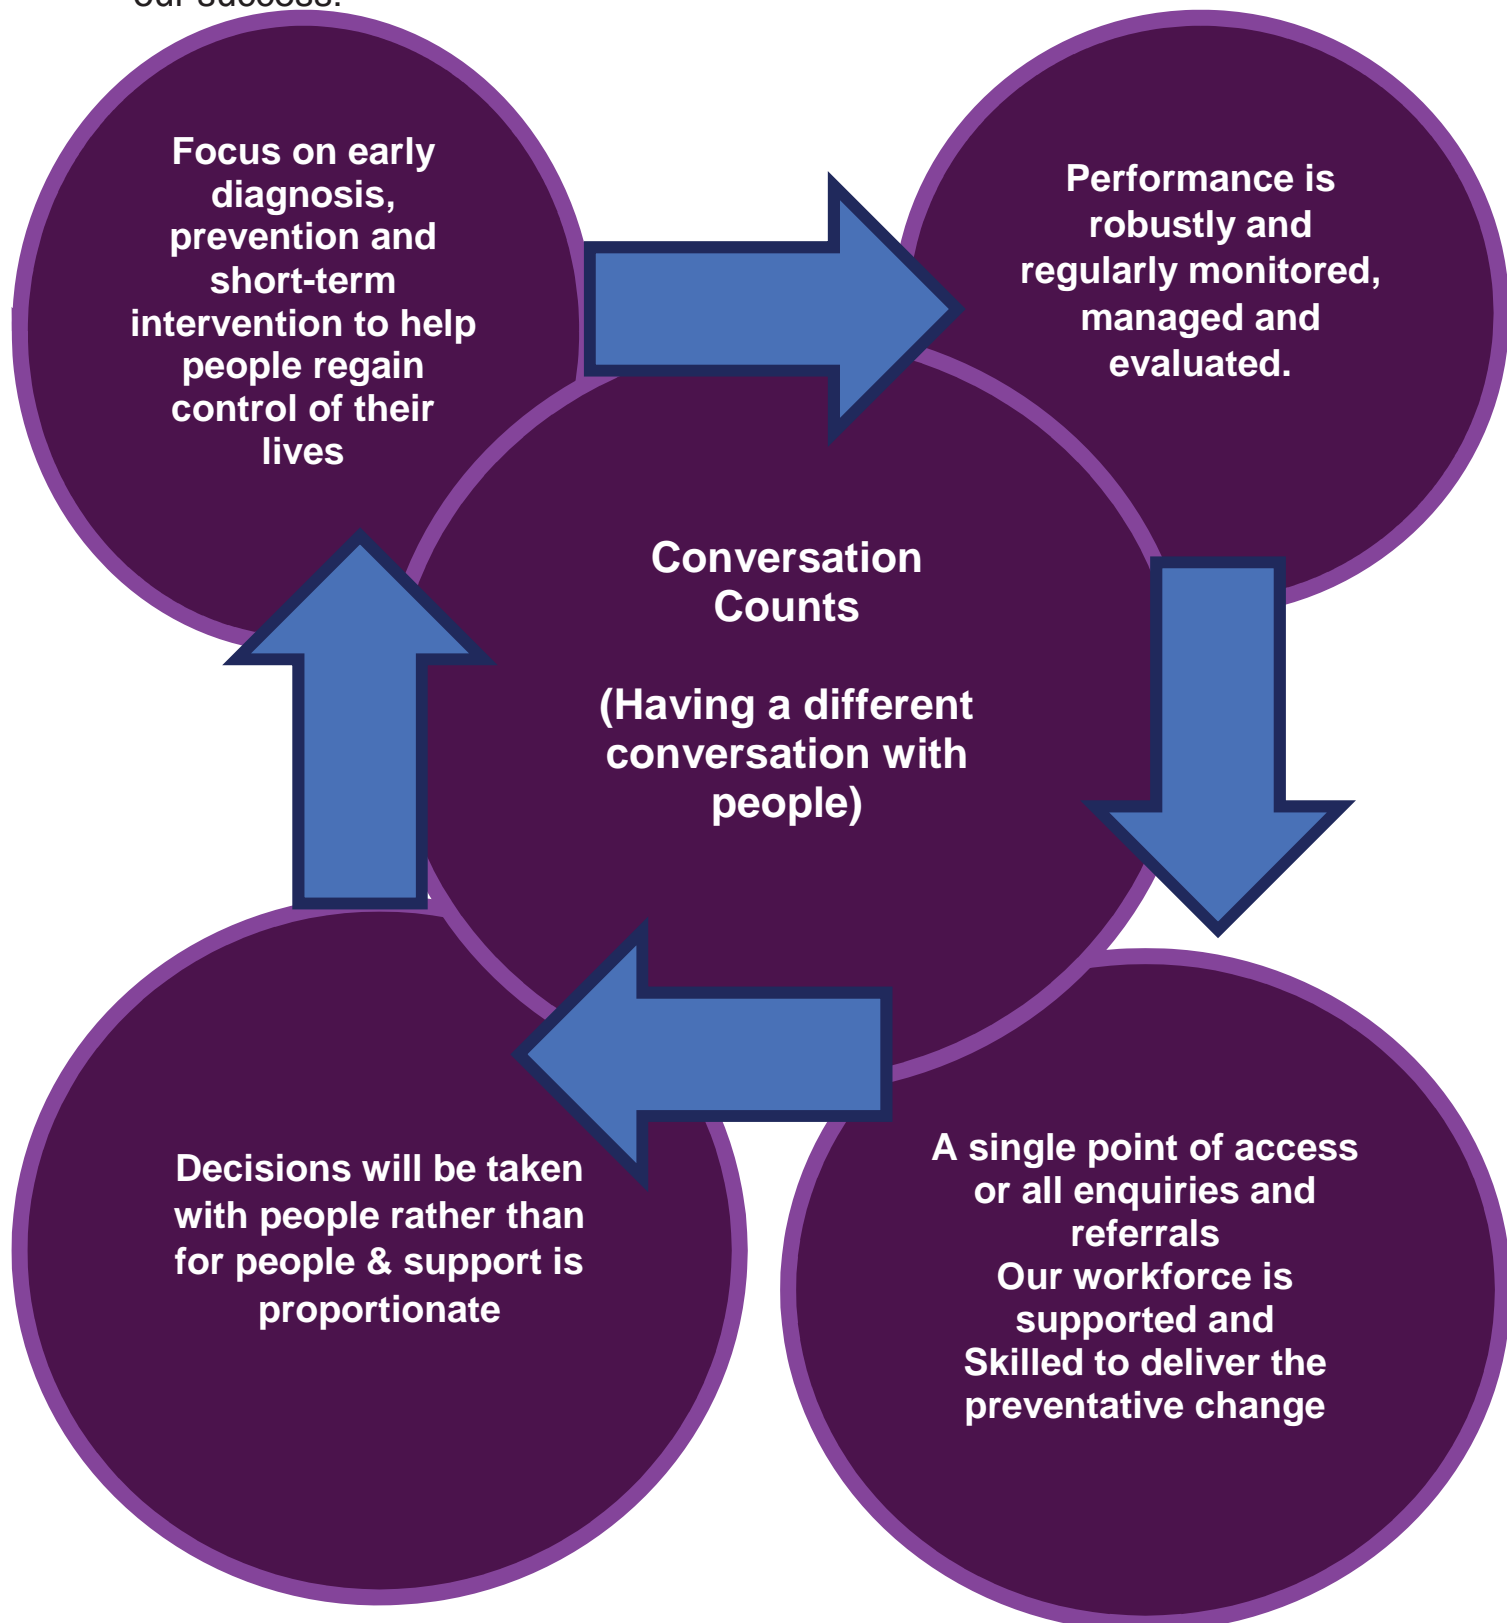 our success.
Focus on early
diagnosis,
prevention and
short-term
intervention to help
people regain
control of their
lives
Performance is
robustly and
regularly monitored,
managed and
evaluated.
Conversation
Counts
(Having a different
conversation with
people)
Decisions will be taken
with people rather than
for people & support is
proportionate
A single point of access
or all enquiries and
referrals
Our workforce is
supported and
Skilled to deliver the
preventative change